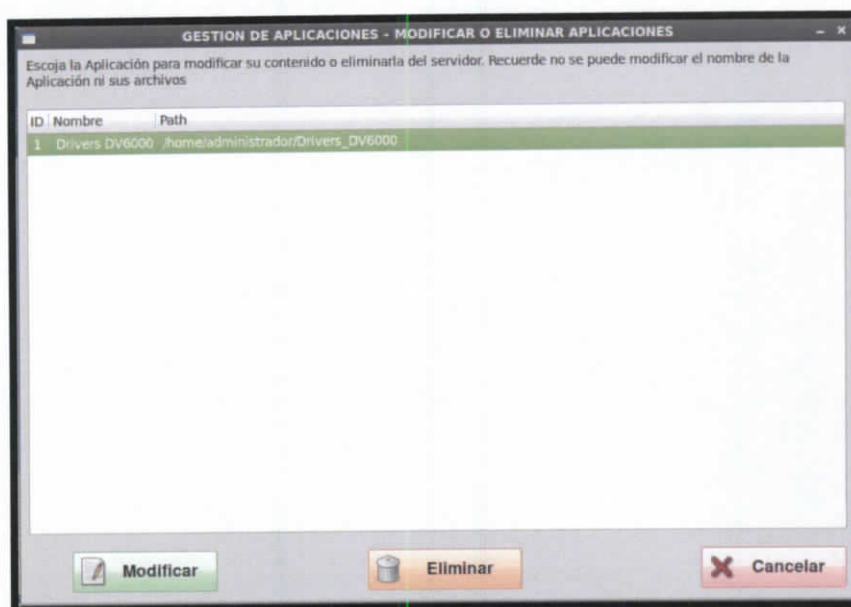 GESTION DE APLICACIONES - MODIFICAR O ELIMINAR APLICACIONES
Escoja la Aplicación para modificar su contenido o eliminarla del servidor. Recuerde no se puede modificar el nombre de la
Aplicación ni sus archivos
ID Nombre Path
1 Drivers DV6000 /home/administrador/Drivers_DV6000
Modificar Eliminar Cancelar